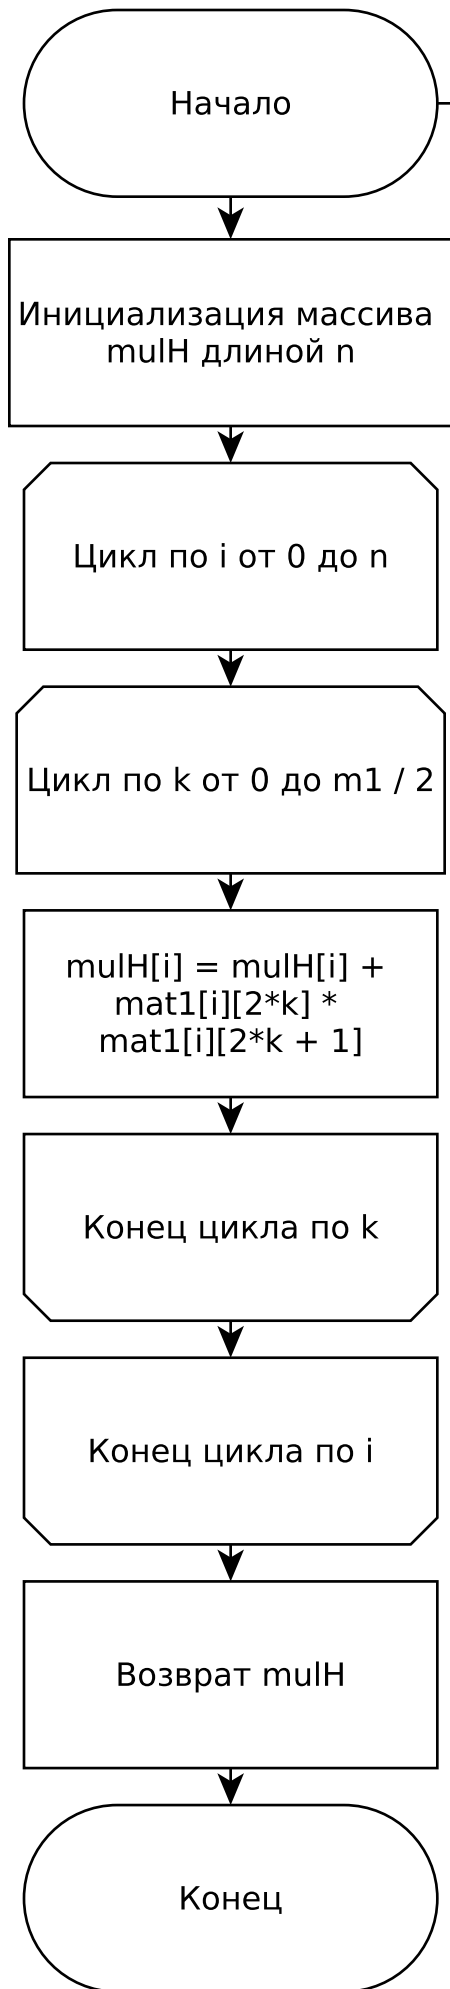 Начало
Инициализация массива
mulH длиной n
Цикл по i от 0 до n
Цикл по k от 0 до m1 / 2
mulH[i] = mulH[i] +
mat1[i][2*k] *
mat1[i][2*k + 1]
Конец цикла по k
Конец цикла по i
Возврат mulH
Конец